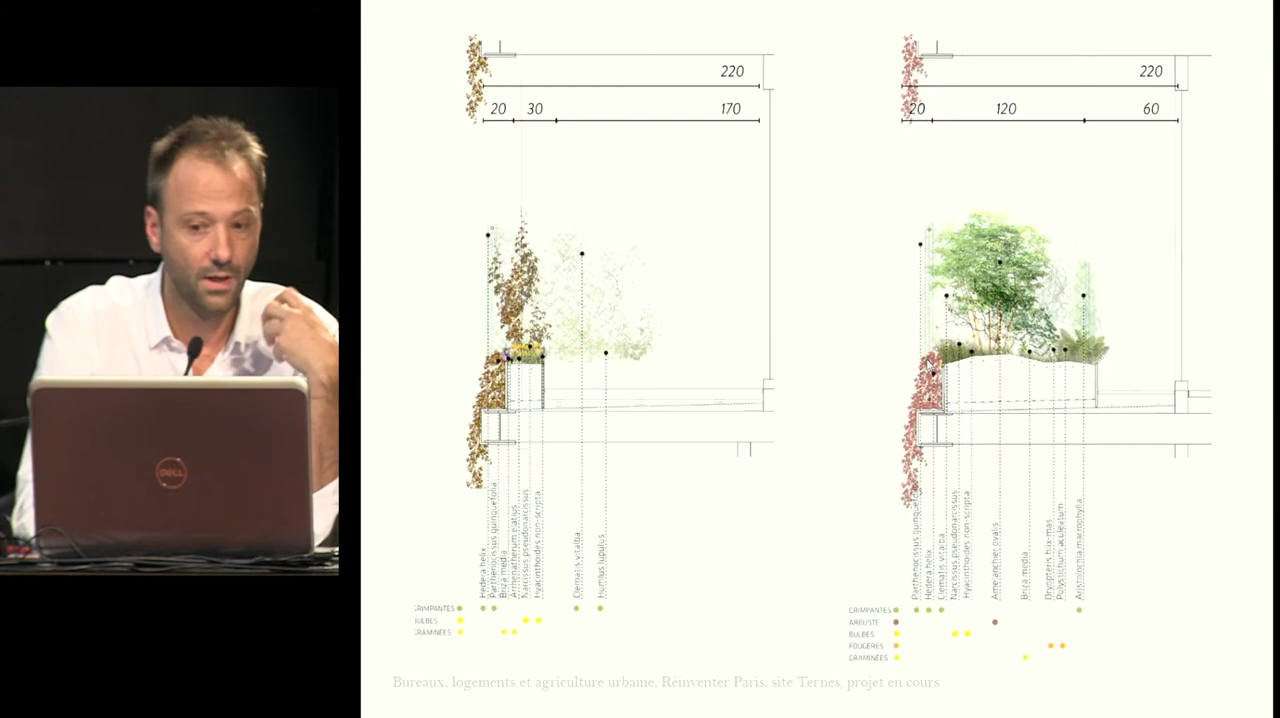 220
20 30 170
220
20 120 60
Hedera helix
Parthenocissus quinquefolia
Briza media
Arrhenatherum elatius
Narcissus pseudonarcissus
Hyacinthoides non-scripta
Clematis vitalba
Humulus lupulus
Parthenocissus quinquefolia
Hedera helix
Clematis vitalba
Narcissus pseudonarcissus
Hyacinthoides non-scripta
Amelanchier ovalis
Briza media
Dryopteris filix-mas
Polystichum aculeatum
Aristolochia macrophylla
GRIMPANTES
BULBES
GRAMINÉES
GRIMPANTES
ARBUSTE
BULBES
FOUGÈRES
GRAMINÉES
Bureaux, logements et agriculture urbaine, Réinventer Paris, site Ternes, projet en cours
DELL